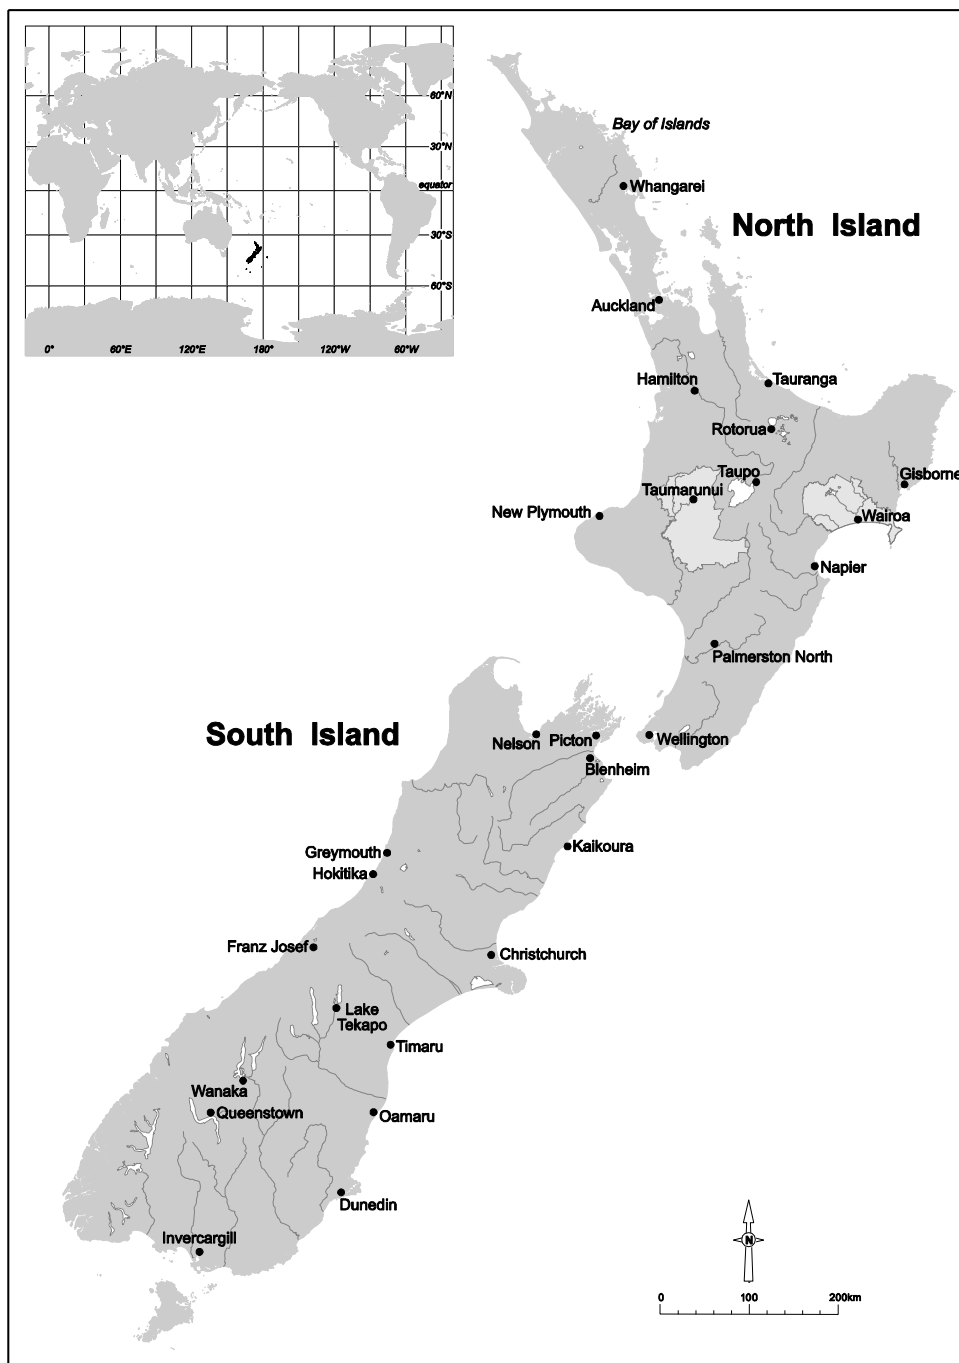 60°N
30°N
equator
30°S
60°S
0°
60°E
120°E
180°
120°W
60°W
Bay of Islands
Whangarei
North Island
Auckland
Hamilton
Tauranga
Rotorua
Taupo
Gisborne
Taumarunui
New Plymouth
Wairoa
Napier
Palmerston North
South Island
Nelson
Picton
Wellington
Blenheim
Greymouth
Kaikoura
Hokitika
Franz Josef
Christchurch
Lake
Tekapo
Timaru
Wanaka
Queenstown
Oamaru
Dunedin
Invercargill
N
0
100
200km